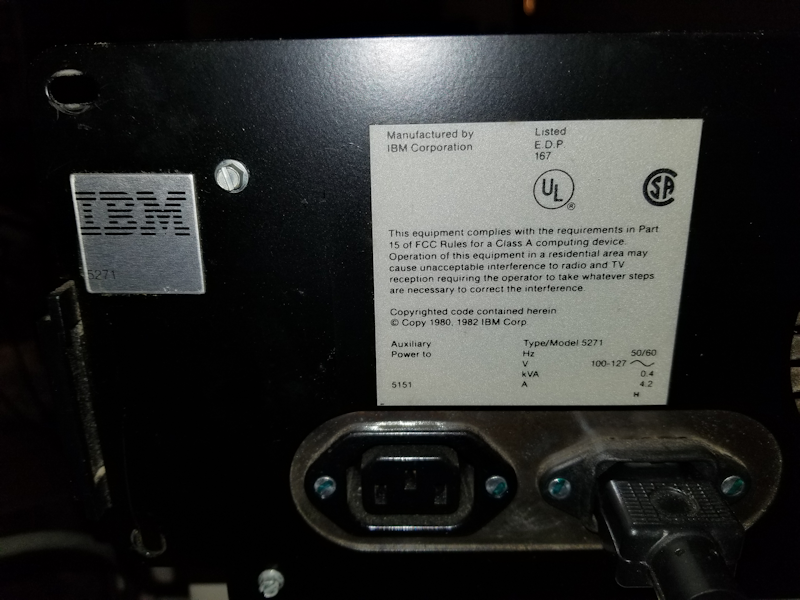 IBM
5271
Manufactured by
IBM Corporation
Listed
E.D.P.
167
UL
®
SA
This equipment complies with the requirements in Part
15 of FCC Rules for a Class A computing device.
Operation of this equipment in a residential area may
cause unacceptable interference to radio and TV
reception requiring the operator to take whatever steps
are necessary to correct the interference.
Copyrighted code contained herein
© Copy 1980, 1982 IBM Corp.
Auxiliary Type/Model 5271
Power to Hz 50/60
V 100-127
kVA 0.4
5151 A 4.2
H